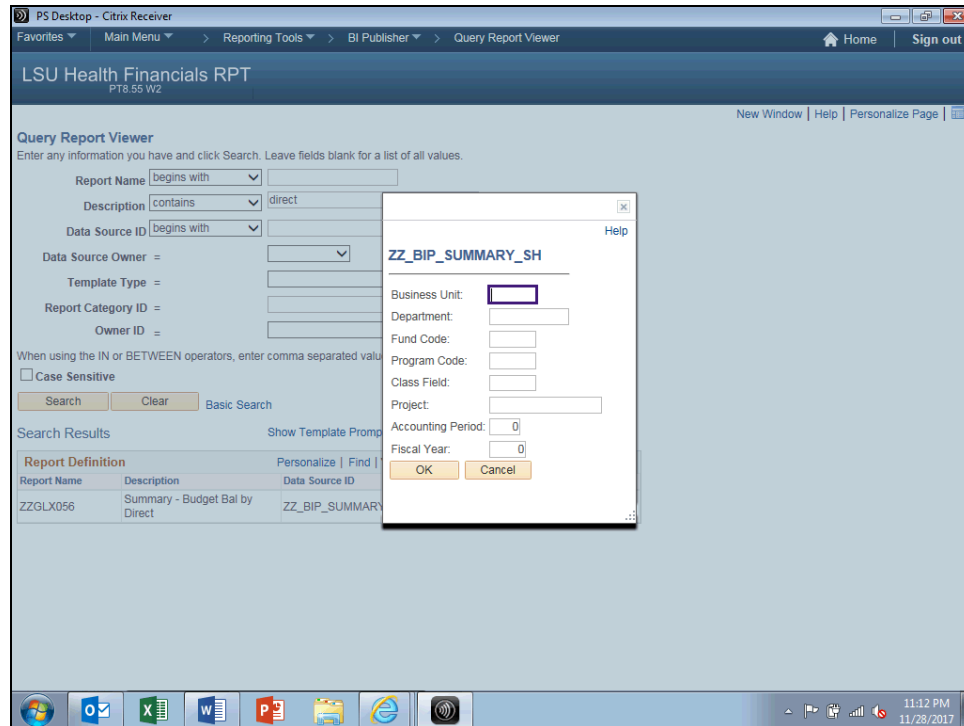 PS Desktop - Citrix Receiver
Favorites Main Menu > Reporting Tools > BI Publisher > Query Report Viewer Home Sign out
LSU Health Financials RPT
PT8.55 W2
New Window | Help | Personalize Page |
Query Report Viewer
Enter any information you have and click Search. Leave fields blank for a list of all values.
Report Name begins with
Description contains direct
Data Source ID begins with
Data Source Owner =
Template Type =
Report Category ID =
Owner ID =
When using the IN or BETWEEN operators, enter comma separated valu
Case Sensitive
Search Clear Basic Search
Search Results Show Template Promp
Report Definition Personalize | Find |
Report Name Description Data Source ID
ZZGLX056 Summary - Budget Bal by Direct ZZ_BIP_SUMMARY
Help
ZZ_BIP_SUMMARY_SH
Business Unit:
Department:
Fund Code:
Program Code:
Class Field:
Project:
Accounting Period: 0
Fiscal Year: 0
OK Cancel
11:12 PM
11/28/2017